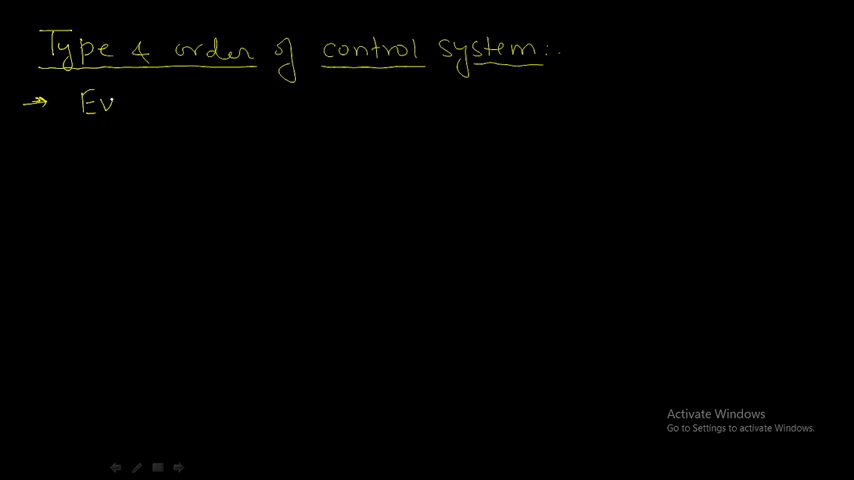 Type & order of control system:-
→ Ev
Activate Windows
Go to Settings to activate Windows.